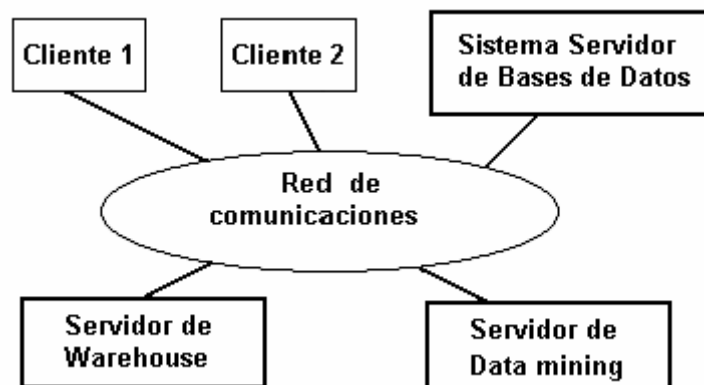 Cliente 1
Cliente 2
Sistema Servidor
de Bases de Datos
Red de
comunicaciones
Servidor de
Warehouse
Servidor de
Data mining